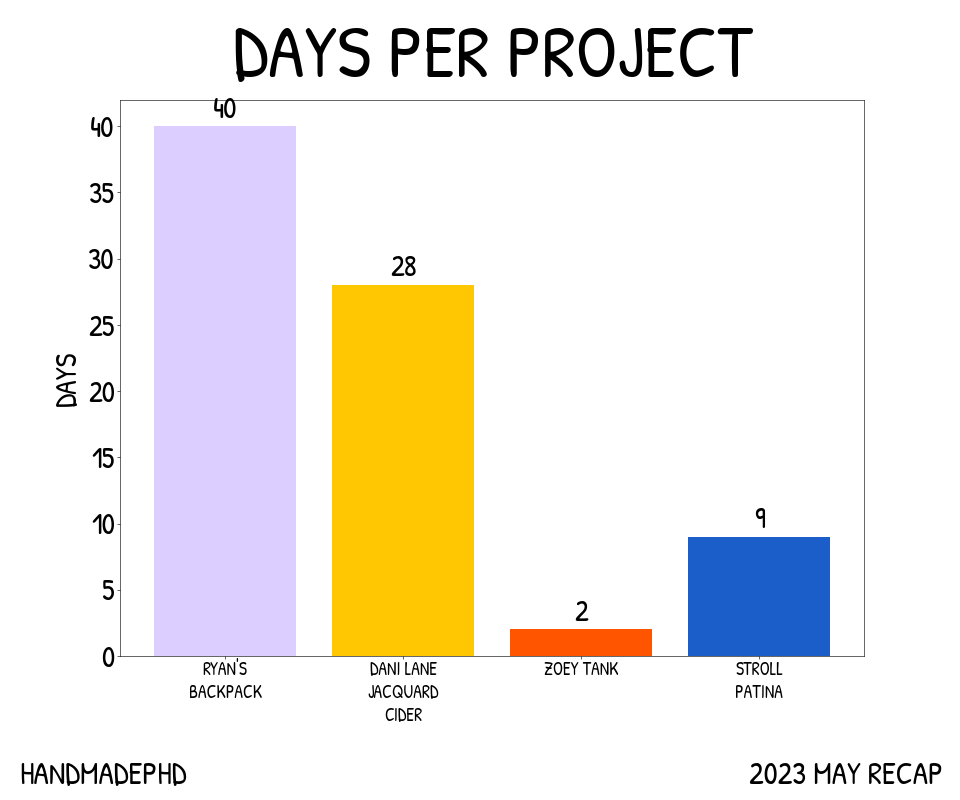 DAYS PER PROJECT
40
40
35
30
28
25
DAYS
20
15
10
9
5
2
0
RYAN'S
BACKPACK
DANI LANE
JACQUARD
CIDER
ZOEY TANK
STROLL
PATINA
HANDMADEPHD
2023 MAY RECAP